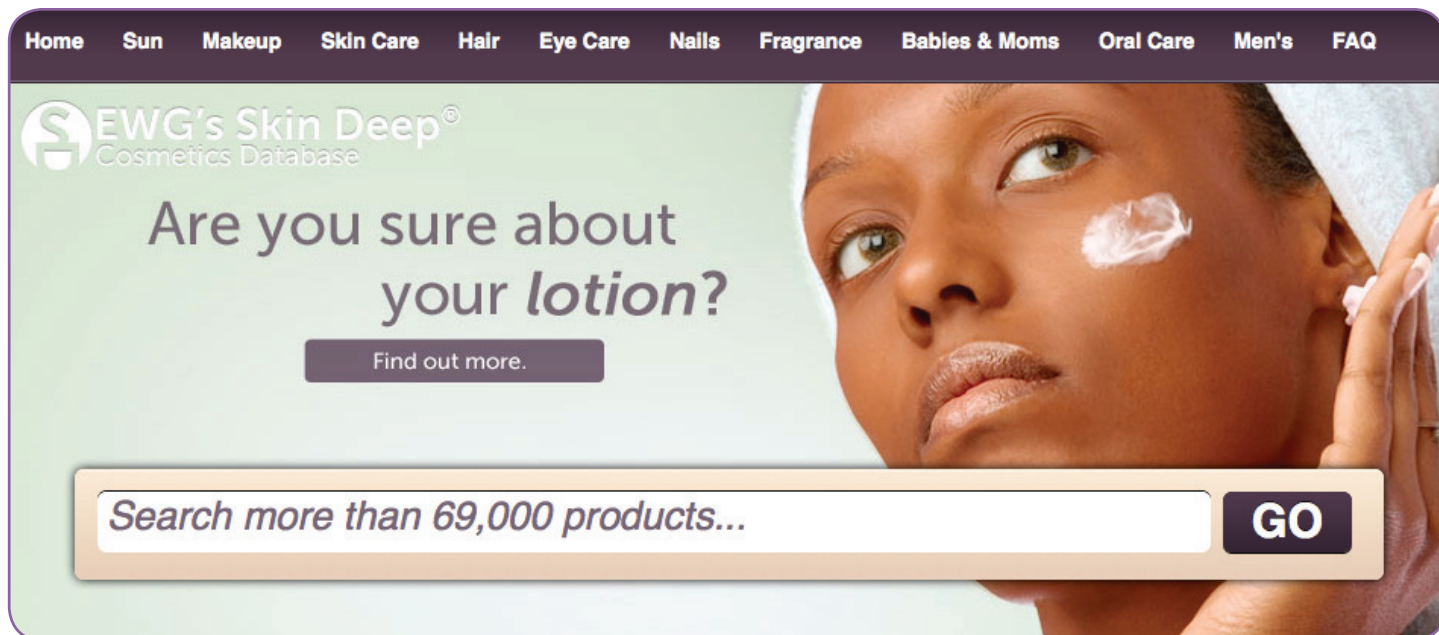 Home Sun Makeup Skin Care Hair Eye Care Nails Fragrance Babies & Moms Oral Care Men's FAQ
EWG's Skin Deep®
Cosmetics Database
Are you sure about
your lotion?
Find out more.
Search more than 69,000 products...
GO